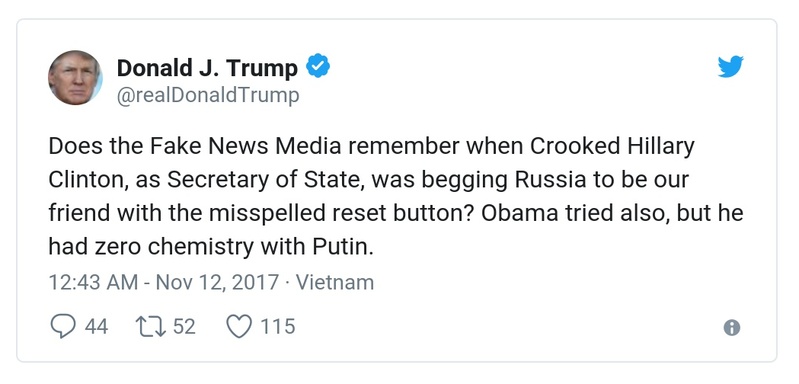 Donald J. Trump
@realDonaldTrump
Does the Fake News Media remember when Crooked Hillary
Clinton, as Secretary of State, was begging Russia to be our
friend with the misspelled reset button? Obama tried also, but he
had zero chemistry with Putin.
12:43 AM - Nov 12, 2017 · Vietnam
44 52 115